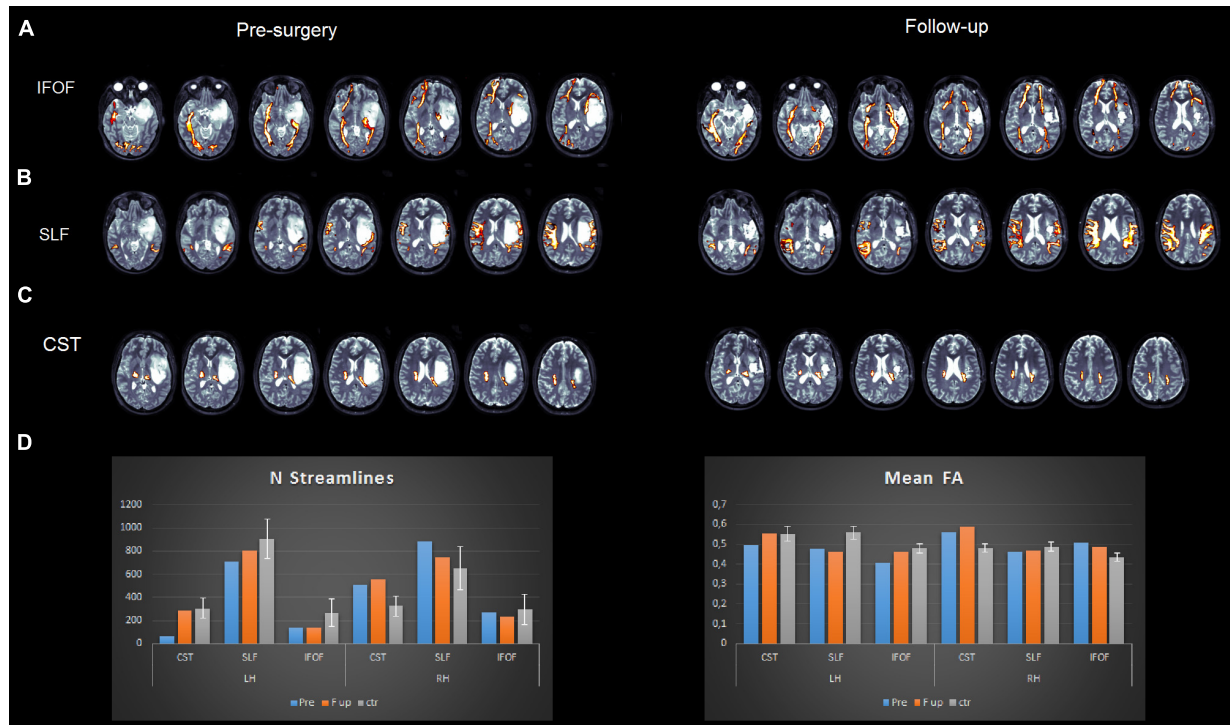 A
Pre-surgery
Follow-up
IFOF
B
SLF
C
CST
D
N Streamlines
1200
1000
800
600
400
200
0
CST SLF IFOF CST SLF IFOF
LH RH
Pre F up ctr
Mean FA
0,7
0,6
0,5
0,4
0,3
0,2
0,1
0
CST SLF IFOF CST SLF IFOF
LH RH
Pre F up ctr